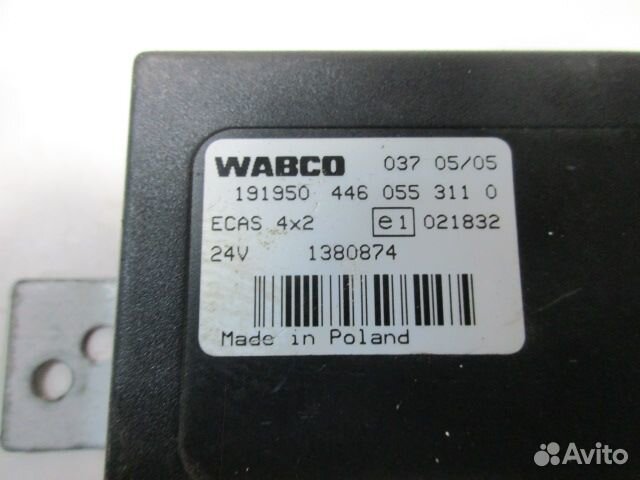 WABCO 037 05/05
191950 446 055 311 0
ECAS 4x2 e1 021832
24V 1380874
Made in Poland
Avito